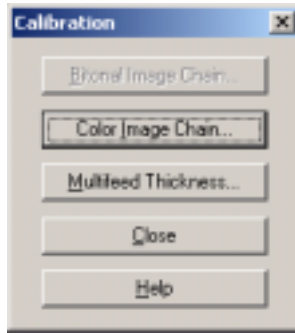 Calibration
Bitonal Image Chain...
Color Image Chain...
Multifeed Thickness...
Close
Help